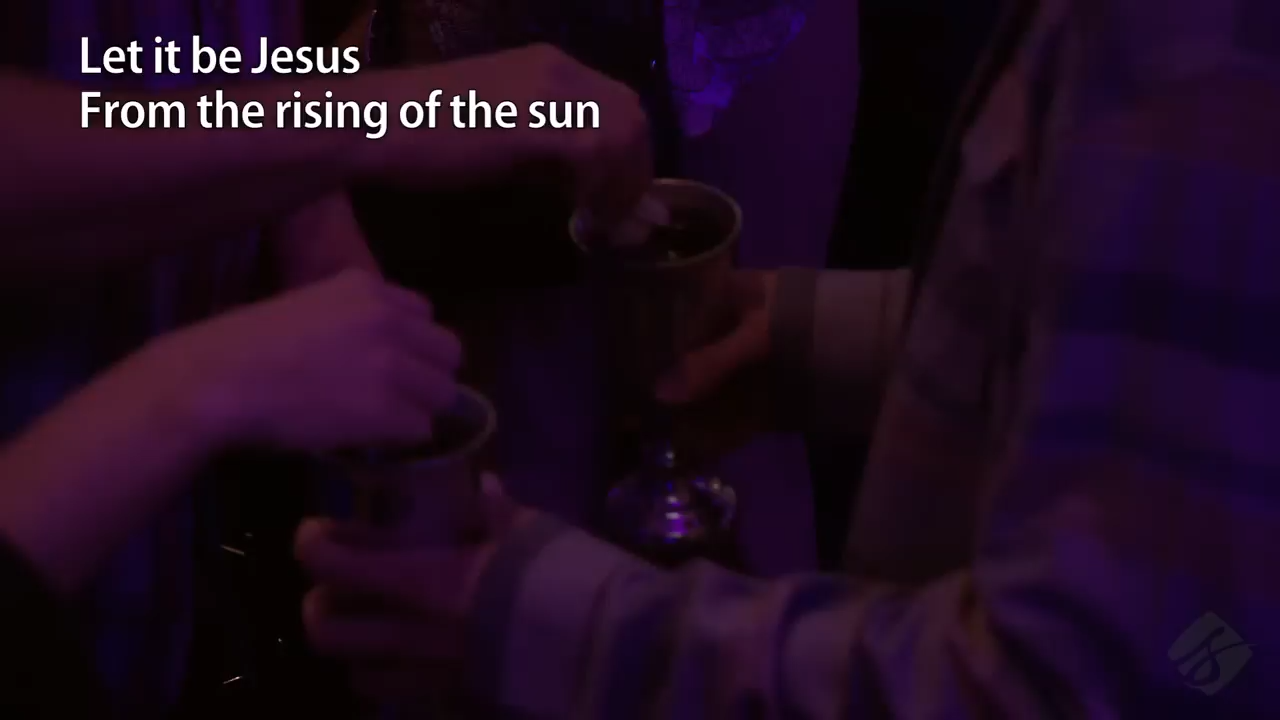 Let it be Jesus
From the rising of the sun